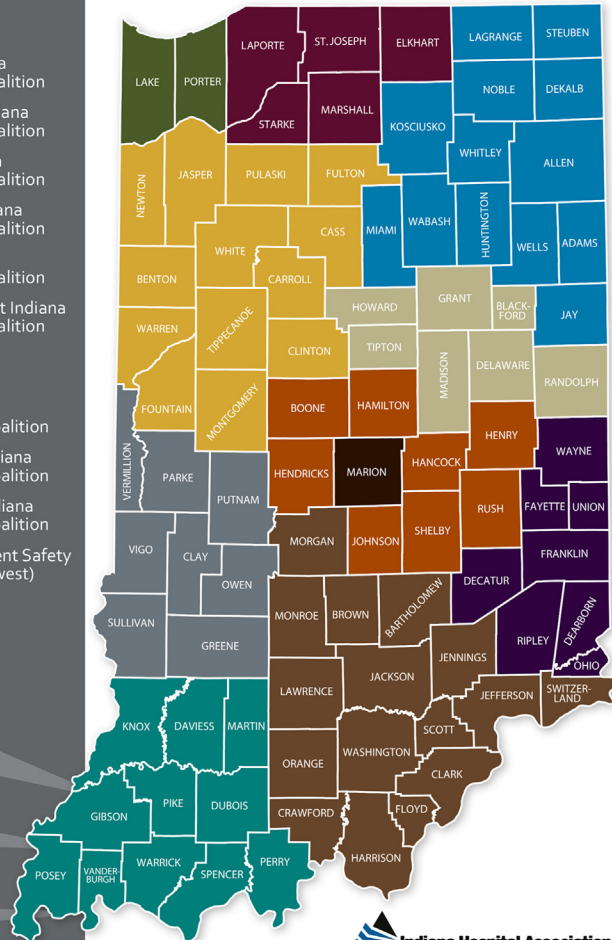 alition
iana
alition
alition
ana
alition
alition
t Indiana
alition
alition
iana
alition
diana
alition
ent Safety
west)
LAKE
PORTER
LAPORTE
ST. JOSEPH
ELKHART
LAGRANGE
STEUBEN
NOBLE
DEKALB
STARKE
MARSHALL
KOSCIUSKO
WHITLEY
ALLEN
NEWTON
JASPER
PULASKI
FULTON
MIAMI
WABASH
HUNTINGTON
WELLS
ADAMS
WHITE
CASS
BENTON
CARROLL
HOWARD
GRANT
BLACK-
FORD
JAY
WARREN
TIPPECANOE
CLINTON
TIPTON
MADISON
DELAWARE
RANDOLPH
FOUNTAIN
MONTGOMERY
BOONE
HAMILTON
HENRY
WAYNE
VERMILLION
PARKE
PUTNAM
HENDRICKS
MARION
HANCOCK
RUSH
FAYETTE
UNION
VIGO
CLAY
OWEN
MORGAN
JOHNSON
SHELBY
FRANKLIN
DECATUR
SULLIVAN
GREENE
MONROE
BROWN
BARTHOLOMEW
RIPLEY
DEARBORN
OHIO
JENNINGS
LAWRENCE
JACKSON
JEFFERSON
SWITZER-
LAND
KNOX
DAVIESS
MARTIN
SCOTT
ORANGE
WASHINGTON
CLARK
GIBSON
PIKE
DUBOIS
CRAWFORD
FLOYD
HARRISON
POSEY
VANDER-
BURGH
WARRICK
SPENCER
PERRY
Indiana Hospital Association